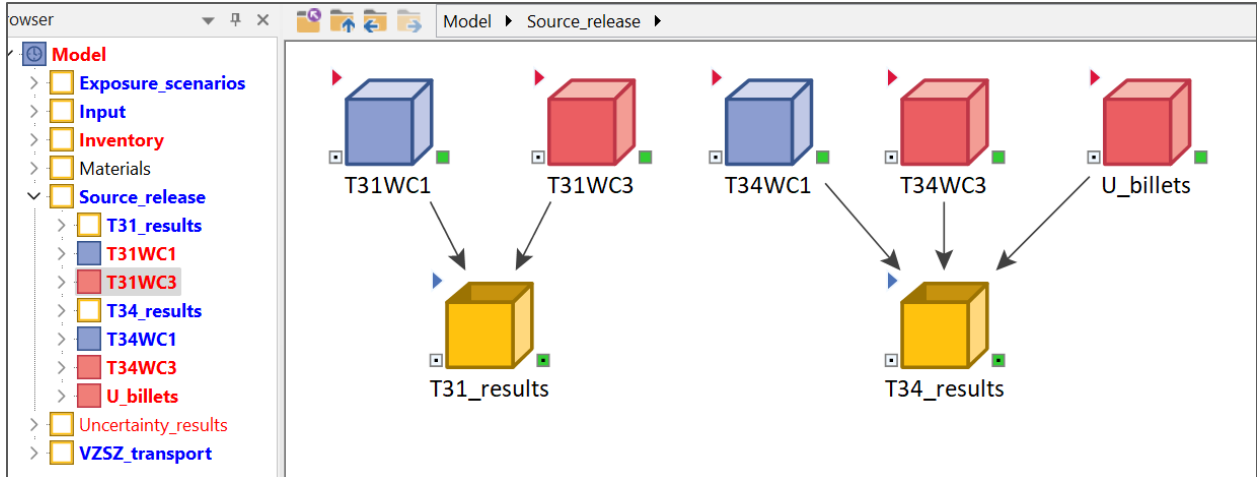 owser
Model Source_release
Model
Exposure_scenarios
Input
Inventory
Materials
Source_release
T31_results
T31WC1
T31WC3
T34_results
T34WC1
T34WC3
U_billets
Uncertainty_results
VZSZ_transport
T31WC1 T31WC3 T34WC1 T34WC3 U_billets
T31_results T34_results